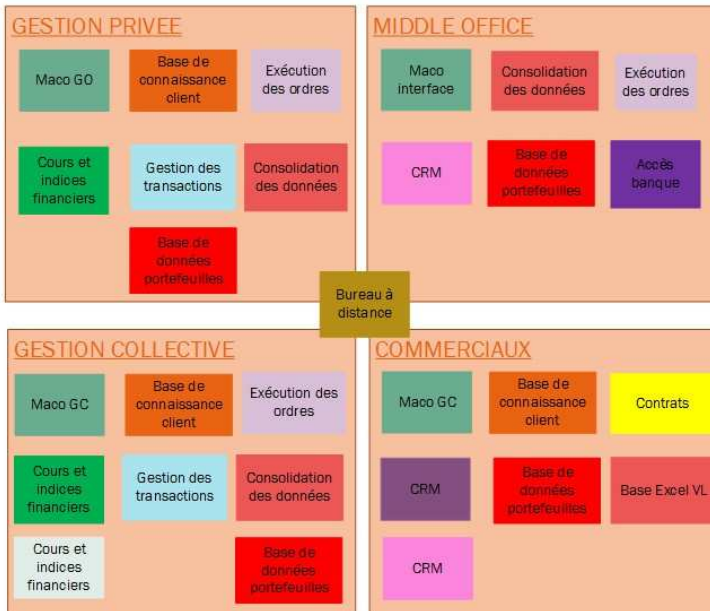 GESTION PRIVEE
Maco GO
Base de
connaissance
client
Exécution
des ordres
Cours et
indices
financiers
Gestion des
transactions
Consolidation
des données
Base de
données
portefeuilles
MIDDLE OFFICE
Maco
interface
Consolidation
des données
Exécution
des ordres
CRM
Base de
données
portefeuilles
Accès
banque
Bureau à
distance
GESTION COLLECTIVE
Maco GC
Base de
connaissance
client
Exécution des
ordres
Cours et
indices
financiers
Gestion des
transactions
Consolidation
des données
Cours et
indices
financiers
Base de
données
portefeuilles
COMMERCIAUX
Maco GC
Base de
connaissance
client
Contrats
CRM
Base de
données
portefeuilles
Base Excel VL
CRM